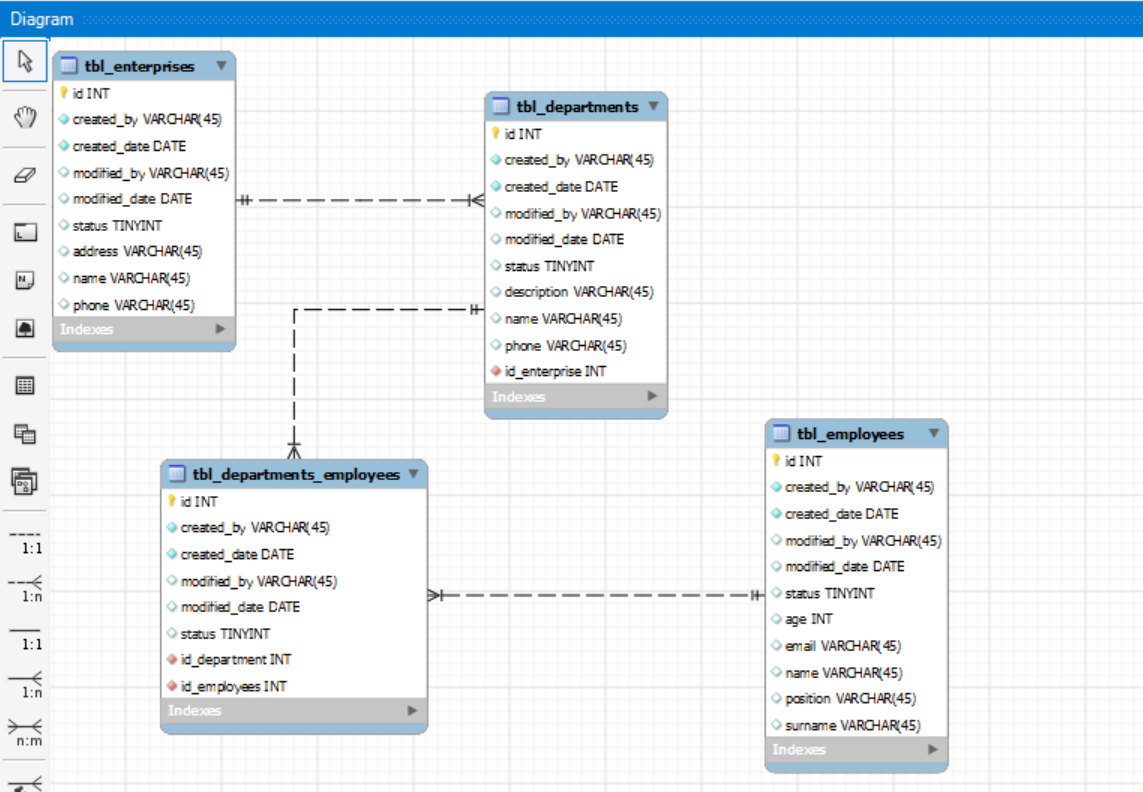 Diagram
tbl_enterprises
id INT
created_by VARCHAR(45)
created_date DATE
modified_by VARCHAR(45)
modified_date DATE
status TINYINT
address VARCHAR(45)
name VARCHAR(45)
phone VARCHAR(45)
Indexes
tbl_departments
id INT
created_by VARCHAR(45)
created_date DATE
modified_by VARCHAR(45)
modified_date DATE
status TINYINT
description VARCHAR(45)
name VARCHAR(45)
phone VARCHAR(45)
id_enterprise INT
Indexes
tbl_departments_employees
id INT
created_by VARCHAR(45)
created_date DATE
modified_by VARCHAR(45)
modified_date DATE
status TINYINT
id_department INT
id_employees INT
Indexes
tbl_employees
id INT
created_by VARCHAR(45)
created_date DATE
modified_by VARCHAR(45)
modified_date DATE
status TINYINT
age INT
email VARCHAR(45)
name VARCHAR(45)
position VARCHAR(45)
surname VARCHAR(45)
Indexes
L
N
1:1
1:n
1:1
1:n
n:m